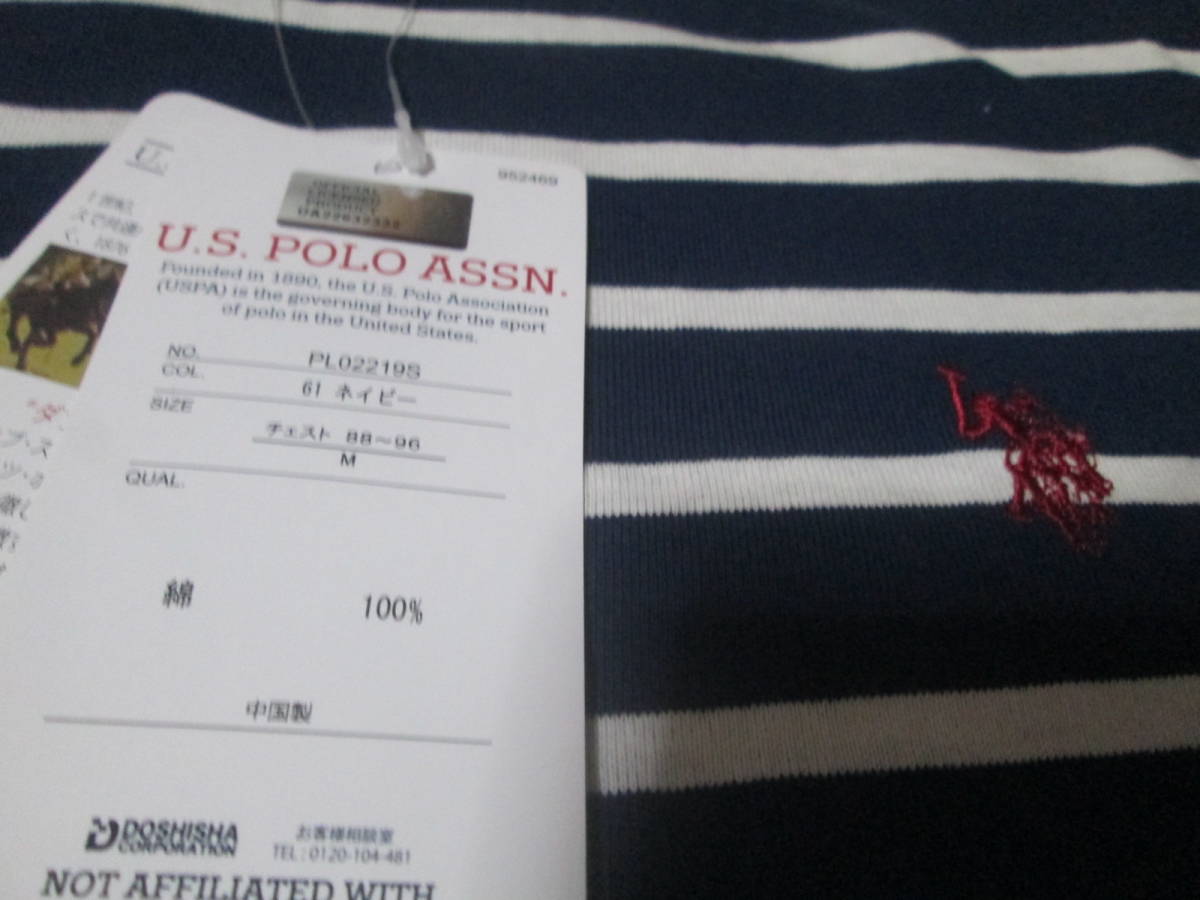 952469
OFFICIAL
LICENSED
PRODUCT
U.S. POLO ASSN.
Founded in 1890, the U.S. Polo Association
(USPA) is the governing body for the sport
of polo in the United States.
NO. PL02219S
COL. 61 ネイビー
SIZE
チェスト 88~96
M
QUAL.
綿 100%
中国製
DOSHISHA
CORPORATION
お客様相談室
TEL:0120-104-481
NOT AFFILIATED WITH